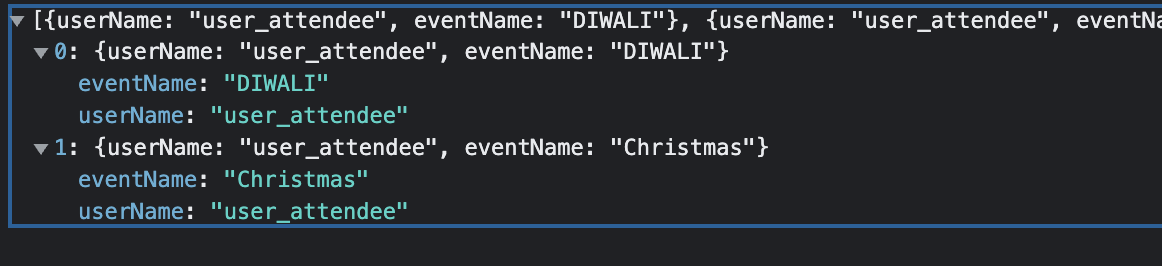 [{userName: "user_attendee", eventName: "DIWALI"}, {userName: "user_attendee", eventNa
0: {userName: "user_attendee", eventName: "DIWALI"}
eventName: "DIWALI"
userName: "user_attendee"
1: {userName: "user_attendee", eventName: "Christmas"}
eventName: "Christmas"
userName: "user_attendee"